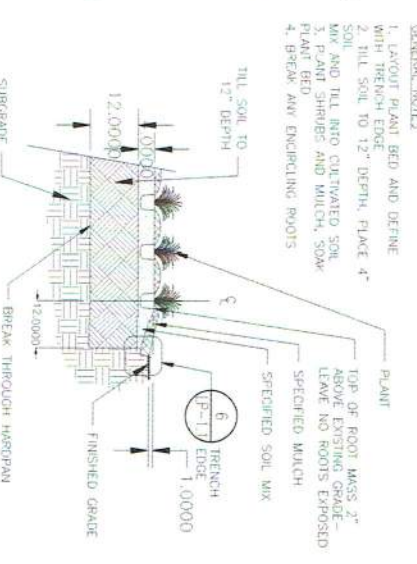 GENERAL NOTE:
1. LAYOUT PLANT BED AND DEFINE
WITH TRENCH EDGE
2. TILL SOIL TO 12" DEPTH, PLACE 4"
SOIL
MIX AND TILL INTO CULTIVATED SOIL
3. PLANT SHRUBS AND MULCH, SOAK
PLANT BED
4. BREAK ANY ENCIRCLING ROOTS
PLANT
TOP OF ROOT MASS 2"
ABOVE EXISTING GRADE-
LEAVE NO ROOTS EXPOSED
SPECIFIED MULCH
SPECIFIED SOIL MIX
6
LP-1.1
TRENCH
EDGE
1.0000
TILL SOIL TO
12" DEPTH
12.0000
.0000
12.0000
FINISHED GRADE
SUBGRADE
BREAK THROUGH HARDPAN